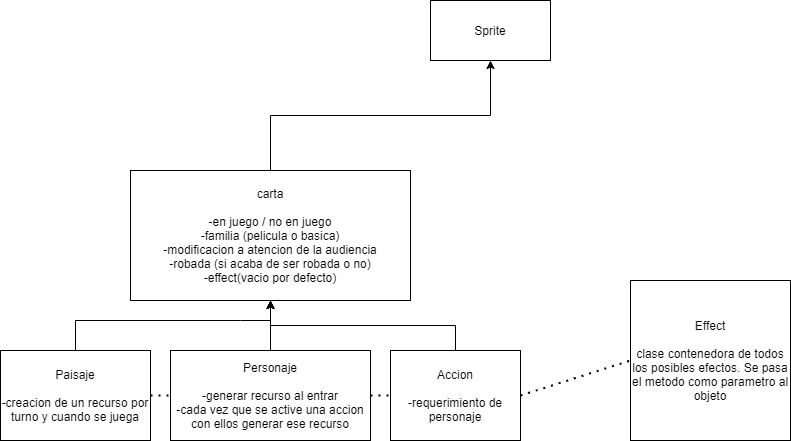 Sprite
carta
-en juego / no en juego
-familia (pelicula o basica)
-modificacion a atencion de la audiencia
-robada (si acaba de ser robada o no)
-effect(vacio por defecto)
Paisaje
-creacion de un recurso por
turno y cuando se juega
Personaje
-generar recurso al entrar
-cada vez que se active una accion
con ellos generar ese recurso
Accion
-requerimiento de
personaje
Effect
clase contenedora de todos
los posibles efectos. Se pasa
el metodo como parametro al
objeto